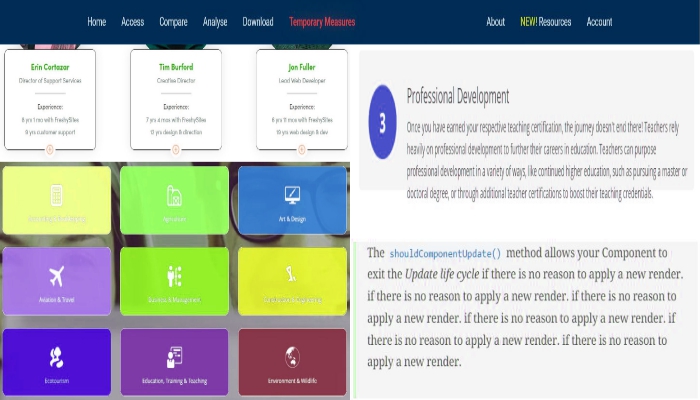 Home Access Compare Analyse Download Temporary Measures About NEW! Resources Account
Erin Cortazar Tim Burford Jon Fuller
Director of Support Services Creative Director Lead Web Developer
Experience: Experience: Experience:
6 yrs 1 mo with FreshySites 7 yrs 4 mos with FreshySites 6 yrs 11 mos with FreshySites
9 yrs customer support 12 yrs design & direction 10 yrs web design & dev
Art & Design
Aviation & Travel
Ecotourism Education, Training & Teaching Environment & Wildlife
3
Professional Development
Once you have earned your respective teaching certification, the journey doesn't end there! Teachers rely
heavily on professional development to further their careers in education. Teachers can purpose
professional development in a variety of ways, like continued higher education, such as pursuing a master or
doctoral degree, or through additional teacher certifications to boost their teaching credentials.
The shouldComponentUpdate() method allows your Component to
exit the Update life cycle if there is no reason to apply a new render.
if there is no reason to apply a new render. if there is no reason to
apply a new render. if there is no reason to apply a new render. if
there is no reason to apply a new render. if there is no reason to
apply a new render.